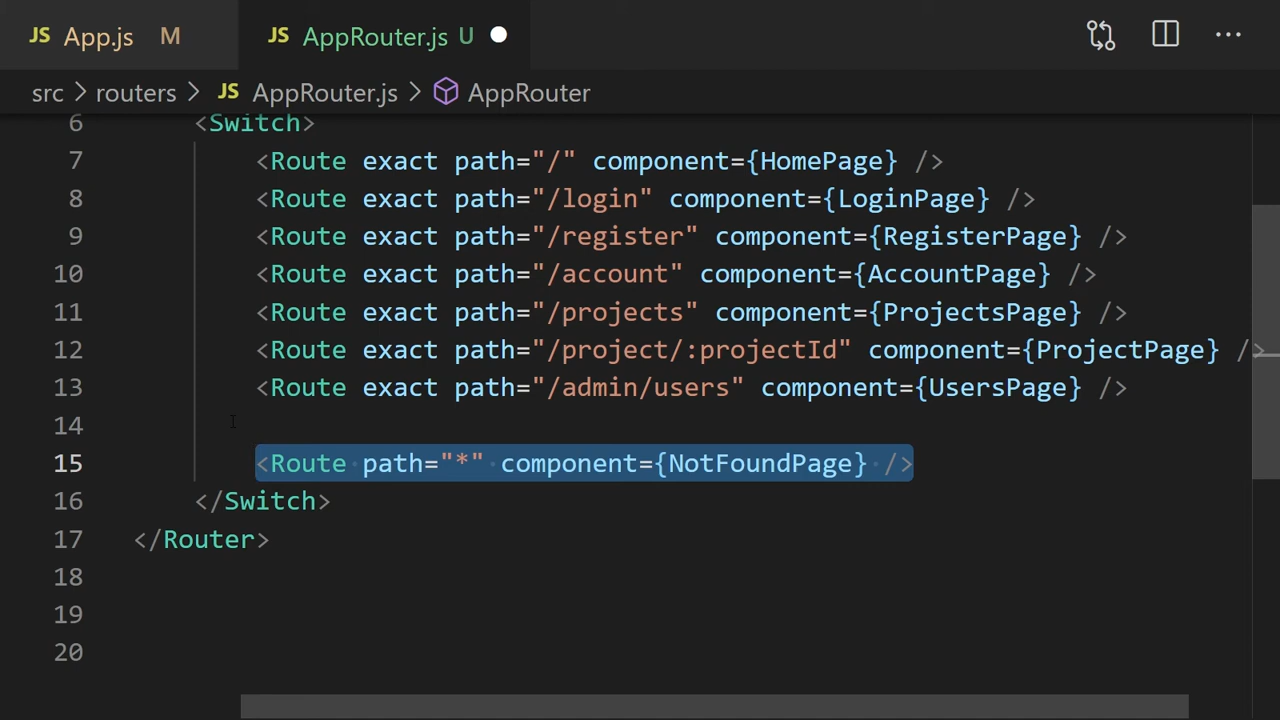 JS App.js M JS AppRouter.js U
src > routers > JS AppRouter.js > AppRouter
6 <Switch>
7 <Route exact path="/" component={HomePage} />
8 <Route exact path="/login" component={LoginPage} />
9 <Route exact path="/register" component={RegisterPage} />
10 <Route exact path="/account" component={AccountPage} />
11 <Route exact path="/projects" component={ProjectsPage} />
12 <Route exact path="/project/:projectId" component={ProjectPage} />
13 <Route exact path="/admin/users" component={UsersPage} />
14
15 <Route path="*" component={NotFoundPage} />
16 </Switch>
17 </Router>
18
19
20